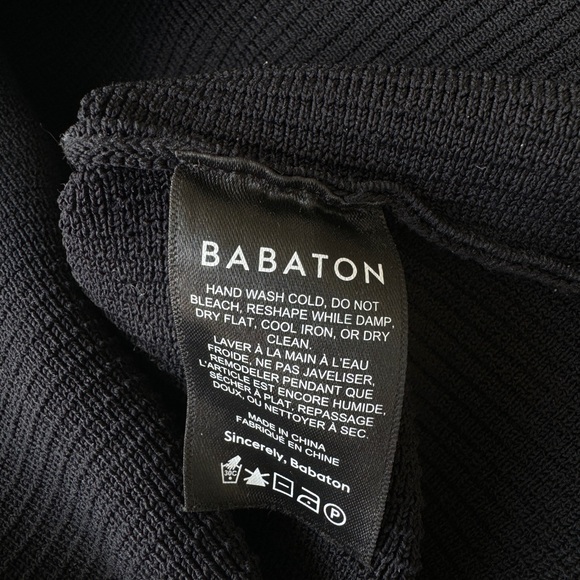 BABATON
HAND WASH COLD, DO NOT
BLEACH, RESHAPE WHILE DAMP,
DRY FLAT, COOL IRON, OR DRY
CLEAN.
LAVER À LA MAIN À L'EAU
FROIDE, NE PAS JAVELISER,
REMODELER PENDANT QUE
L'ARTICLE EST ENCORE HUMIDE,
SÉCHER À PLAT, REPASSAGE
DOUX, OU NETTOYER À SEC.
MADE IN CHINA
FABRIQUÉ EN CHINE
Sincerely, Babaton
30C P